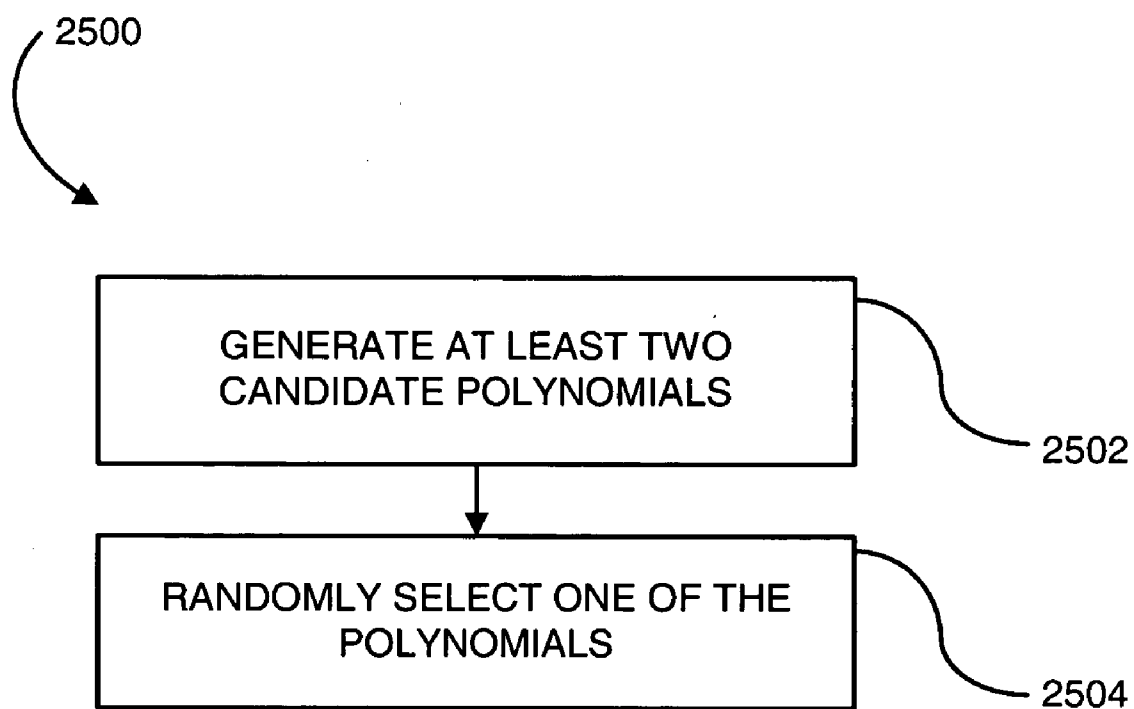 2500
GENERATE AT LEAST TWO
CANDIDATE POLYNOMIALS
2502
RANDOMLY SELECT ONE OF THE
POLYNOMIALS
2504